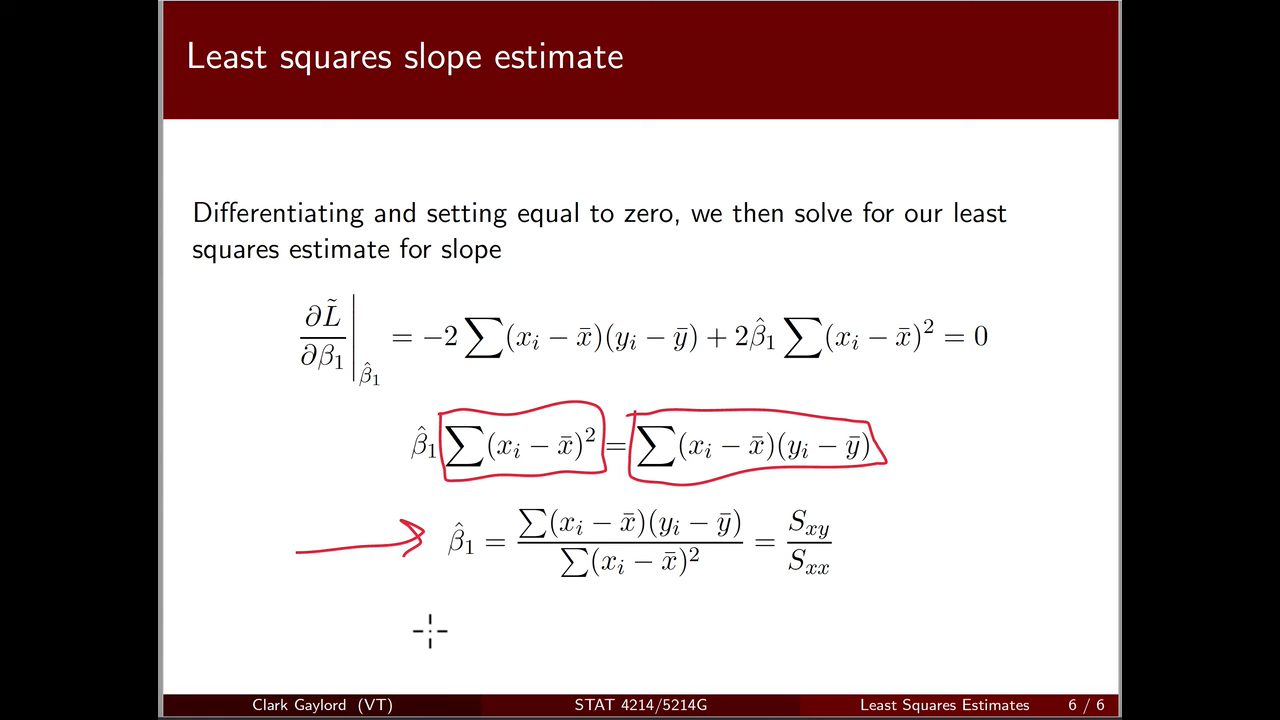 Least squares slope estimate
Differentiating and setting equal to zero, we then solve for our least
squares estimate for slope
∂L̃/∂β₁ |β̂₁ = −2 ∑(xᵢ − x̄)(yᵢ − ȳ) + 2β̂₁ ∑(xᵢ − x̄)² = 0
β̂₁ ∑(xᵢ − x̄)² = ∑(xᵢ − x̄)(yᵢ − ȳ)
β̂₁ = ∑(xᵢ − x̄)(yᵢ − ȳ) / ∑(xᵢ − x̄)² = Sxy / Sxx
Clark Gaylord (VT) STAT 4214/5214G Least Squares Estimates 6 / 6